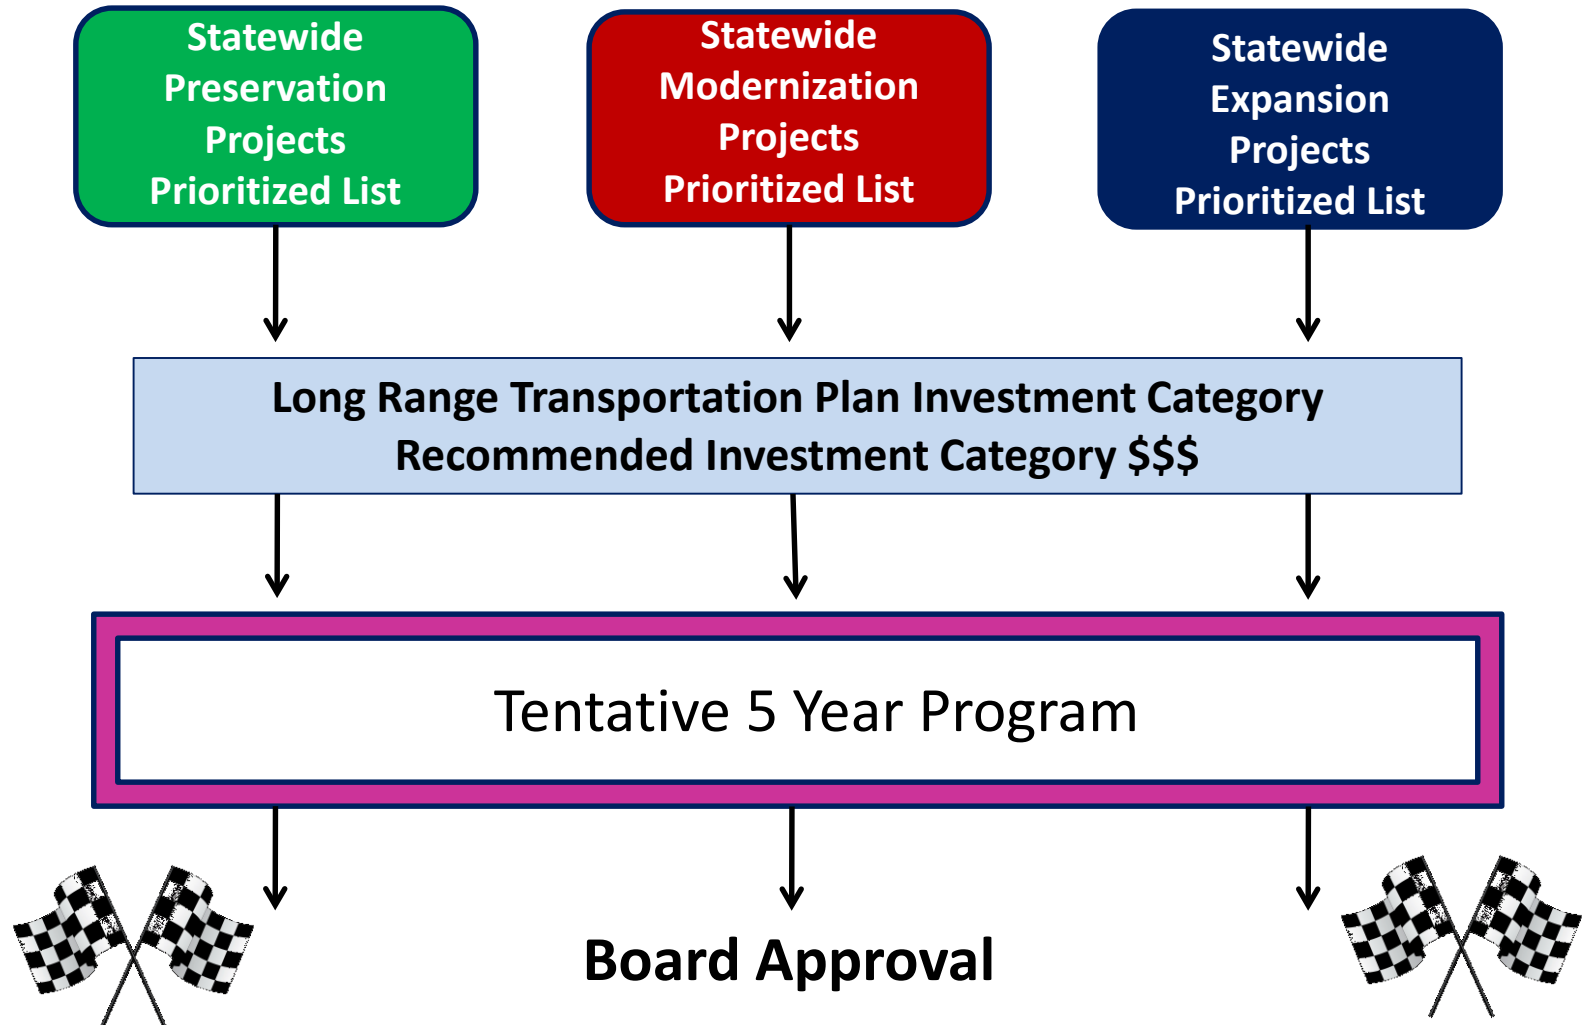 Statewide
Preservation
Projects
Prioritized List
Statewide
Modernization
Projects
Prioritized List
Statewide
Expansion
Projects
Prioritized List
Long Range Transportation Plan Investment Category
Recommended Investment Category $$$
Tentative 5 Year Program
Board Approval